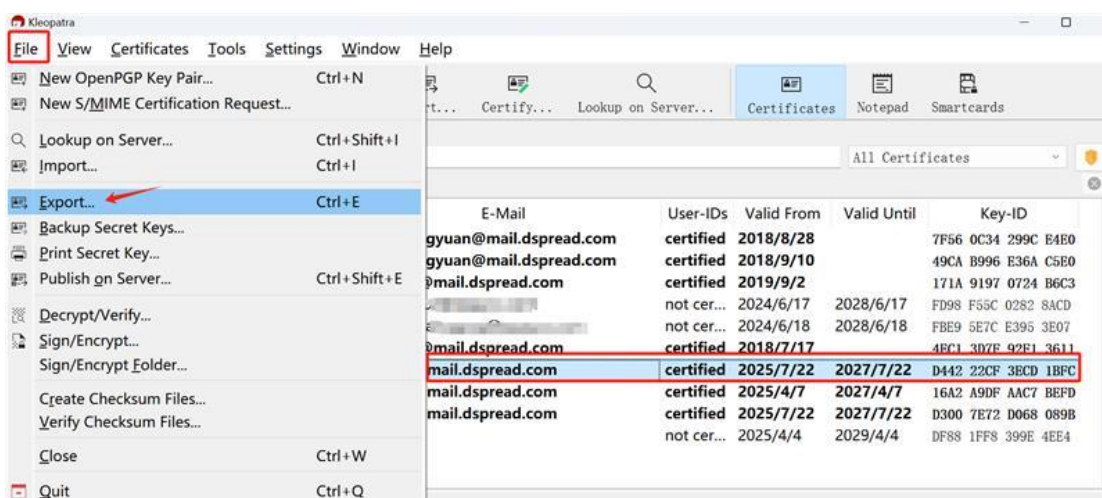 Kleopatra
File View Certificates Tools Settings Window Help
New OpenPGP Key Pair... Ctrl+N
New S/MIME Certification Request...
Lookup on Server... Ctrl+Shift+I
Import... Ctrl+I
Export... Ctrl+E
Backup Secret Keys...
Print Secret Key...
Publish on Server... Ctrl+Shift+E
Decrypt/Verify...
Sign/Encrypt...
Sign/Encrypt Folder...
Create Checksum Files...
Verify Checksum Files...
Close Ctrl+W
Quit Ctrl+Q
Certify... Lookup on Server... Certificates Notepad Smartcards
All Certificates
E-Mail User-IDs Valid From Valid Until Key-ID
gyuan@mail.dspread.com certified 2018/8/28 7F56 0C34 299C E4E0
gyuan@mail.dspread.com certified 2018/9/10 49CA B996 E36A C5E0
@mail.dspread.com certified 2019/9/2 171A 9197 0724 B6C3
not cer... 2024/6/17 2028/6/17 FD98 F55C 0282 8ACD
not cer... 2024/6/18 2028/6/18 FBE9 5E7C E395 3E07
@mail.dspread.com certified 2018/7/17 4EC1 3D7F 92F1 3611
mail.dspread.com certified 2025/7/22 2027/7/22 D442 22CF 3ECD 1BFC
mail.dspread.com certified 2025/4/7 2027/4/7 16A2 A9DF AAC7 BEFD
mail.dspread.com certified 2025/7/22 2027/7/22 D300 7E72 D068 089B
not cer... 2025/4/4 2029/4/4 DF88 1FF8 399E 4EE4